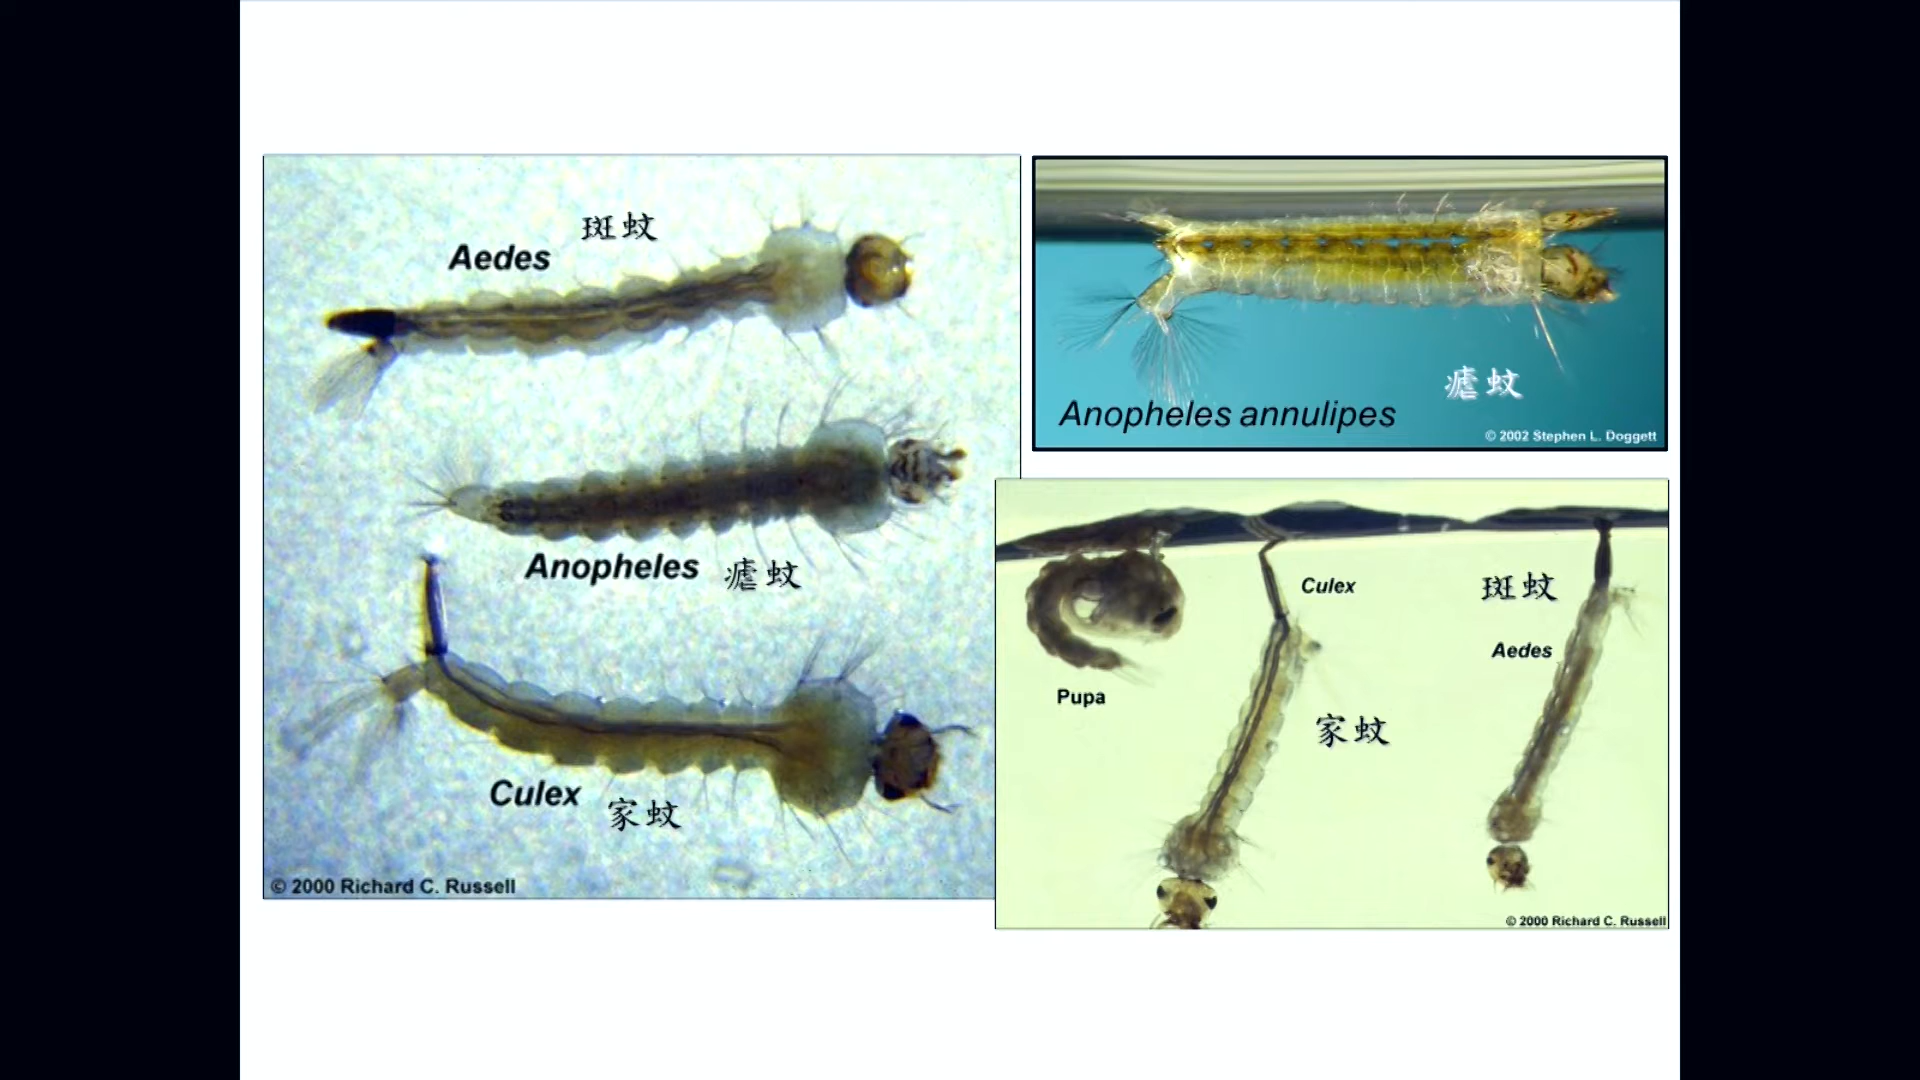 斑蚊
Aedes
Anopheles 瘧蚊
Culex 家蚊
© 2000 Richard C. Russell
瘧蚊
Anopheles annulipes
© 2002 Stephen L. Doggett
Culex
斑蚊
Aedes
Pupa
家蚊
© 2000 Richard C. Russell